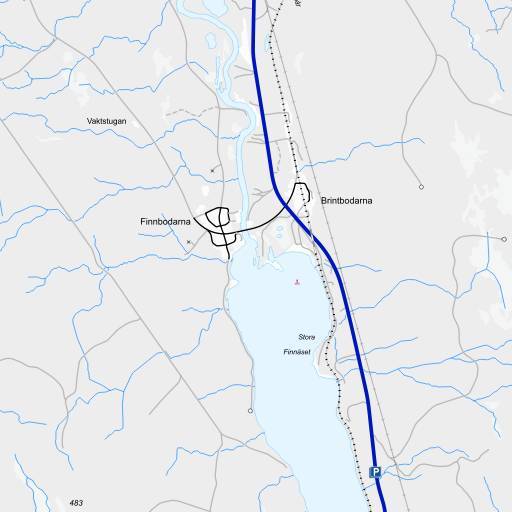 Vaktstugan
Brintbodarna
Finnbodarna
Stora
Finnäset
P
483